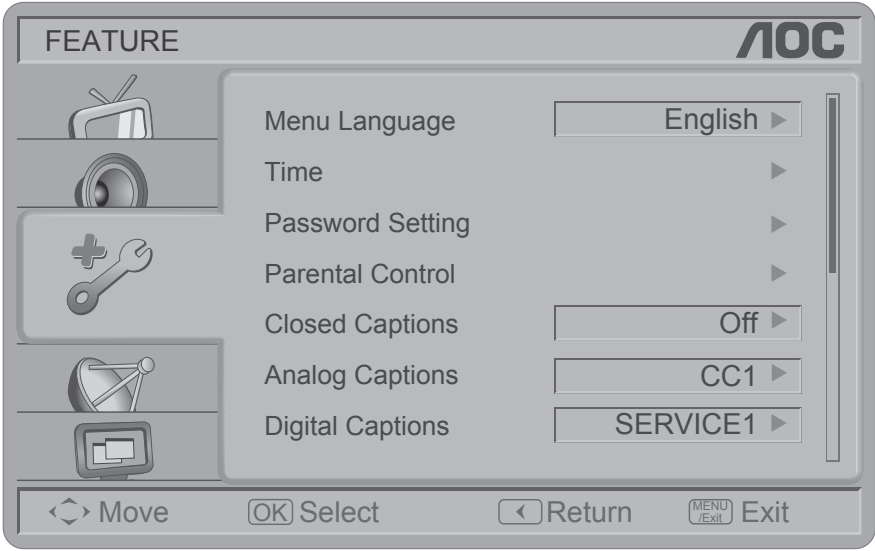 FEATURE AOC
Menu Language English
Time
Password Setting
Parental Control
Closed Captions Off
Analog Captions CC1
Digital Captions SERVICE1
Move OK Select Return MENU/Exit Exit